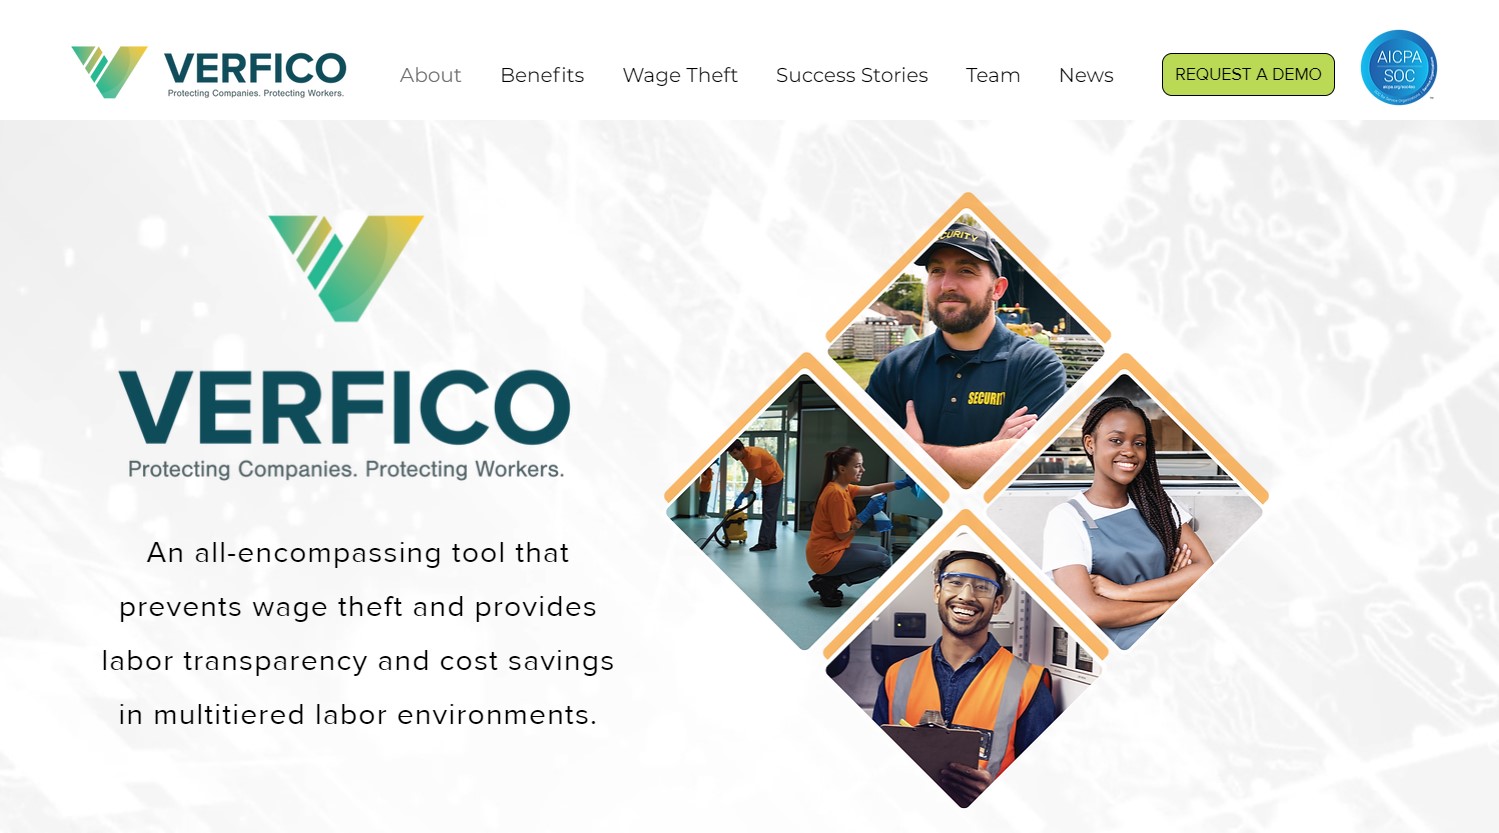 VERFICO
Protecting Companies. Protecting Workers.
About
Benefits
Wage Theft
Success Stories
Team
News
REQUEST A DEMO
AICPA
SOC
VERFICO
Protecting Companies. Protecting Workers.
An all-encompassing tool that
prevents wage theft and provides
labor transparency and cost savings
in multitiered labor environments.
CURITY
SECURIT